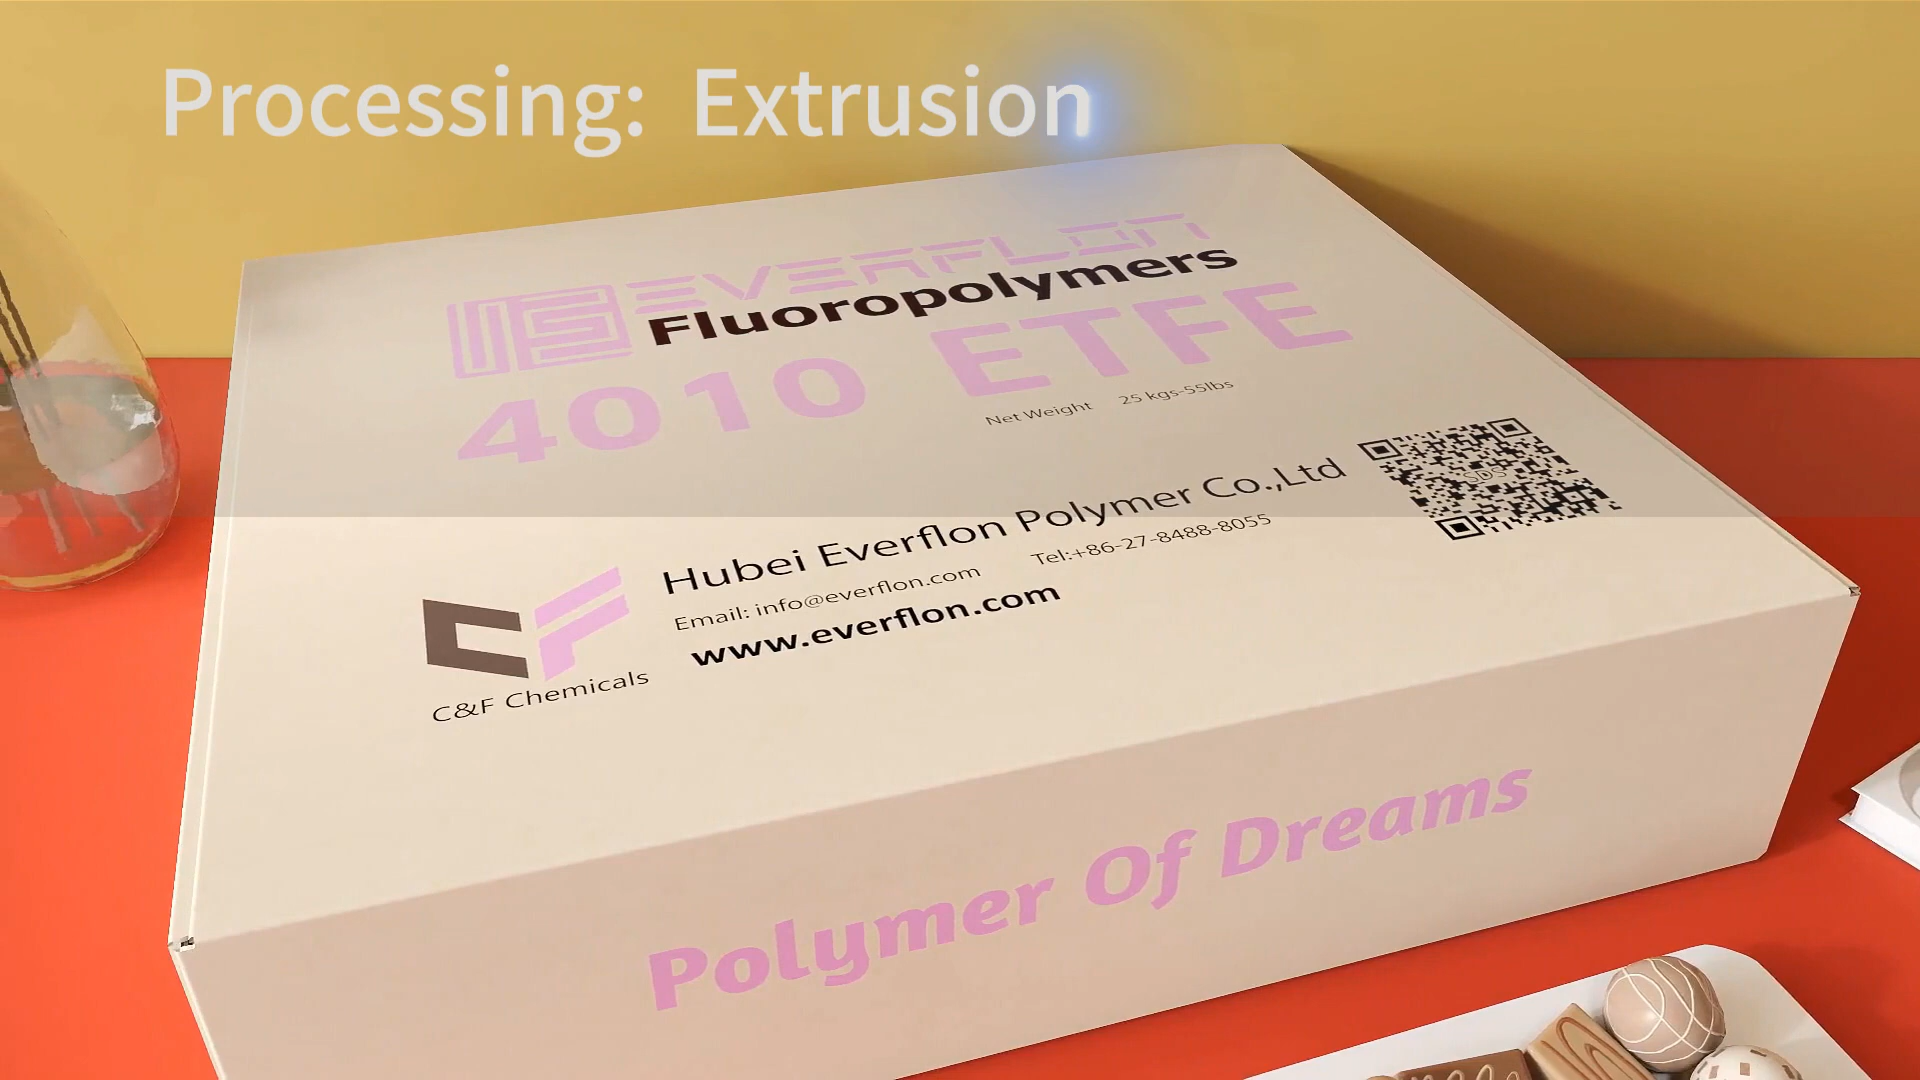 Processing: Extrusion
EVERFLON
Fluoropolymers
4010 ETFE
Net Weight 25 kgs-55lbs
SDS
Hubei Everflon Polymer Co.,Ltd
Email: info@everflon.com Tel:+86-27-8488-8055
www.everflon.com
C&F Chemicals
Polymer Of Dreams